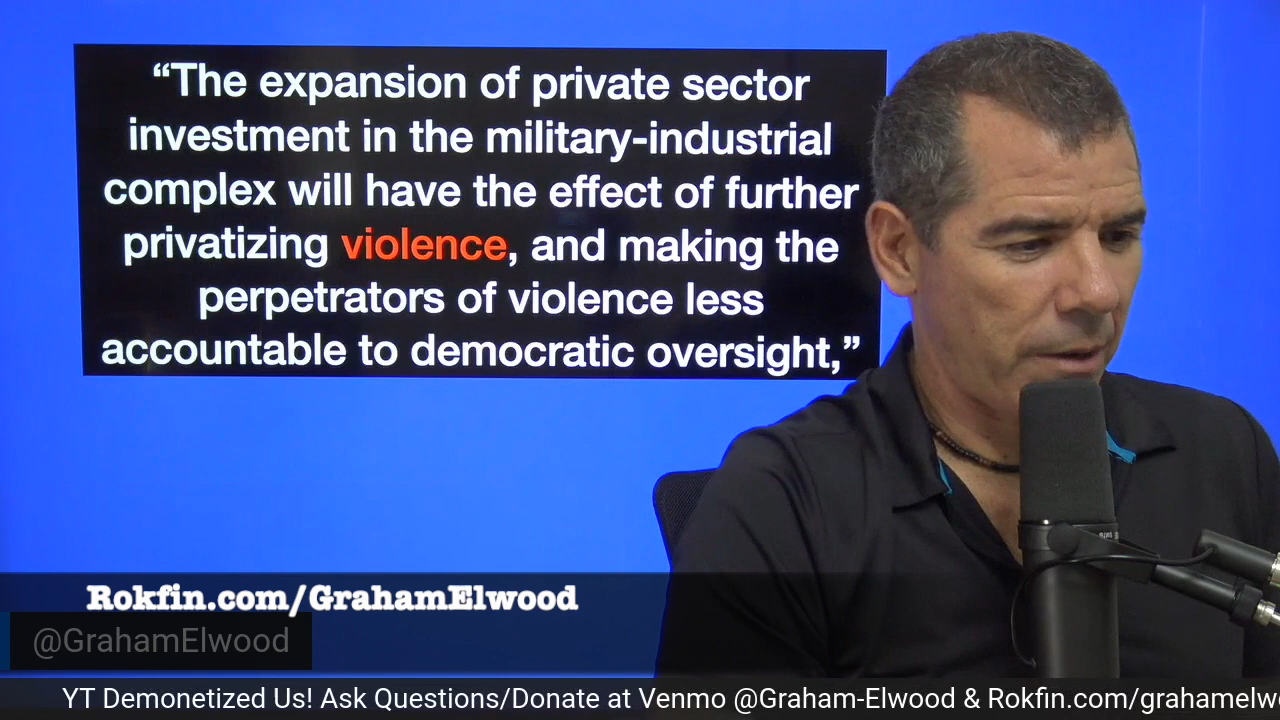 “The expansion of private sector
investment in the military-industrial
complex will have the effect of further
privatizing violence, and making the
perpetrators of violence less
accountable to democratic oversight,”
Rokfin.com/GrahamElwood
@GrahamElwood
YT Demonetized Us! Ask Questions/Donate at Venmo @Graham-Elwood & Rokfin.com/grahamelw